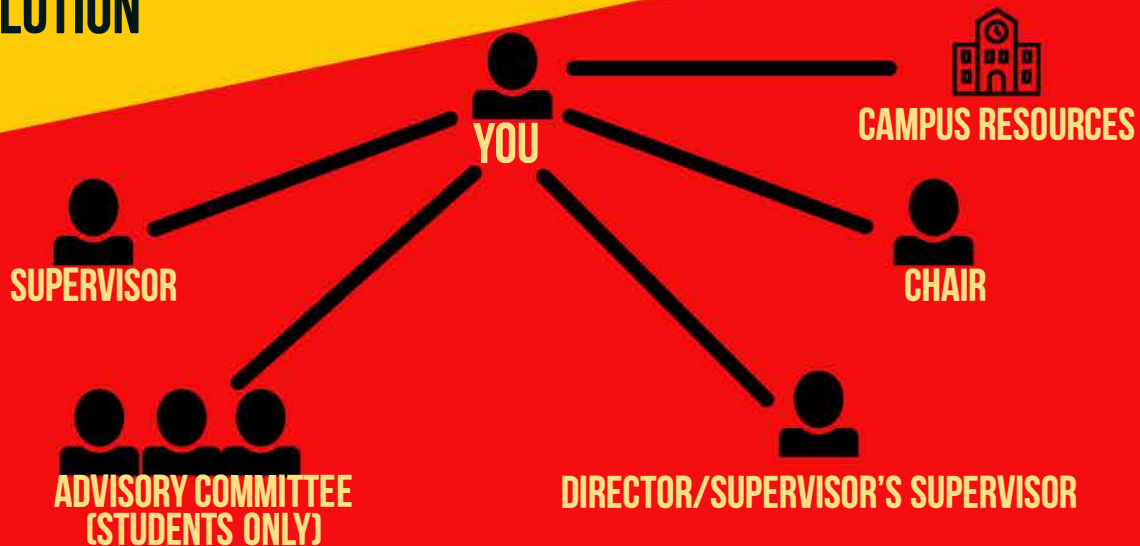 LUTION
YOU
CAMPUS RESOURCES
SUPERVISOR
CHAIR
ADVISORY COMMITTEE
(STUDENTS ONLY)
DIRECTOR/SUPERVISOR'S SUPERVISOR